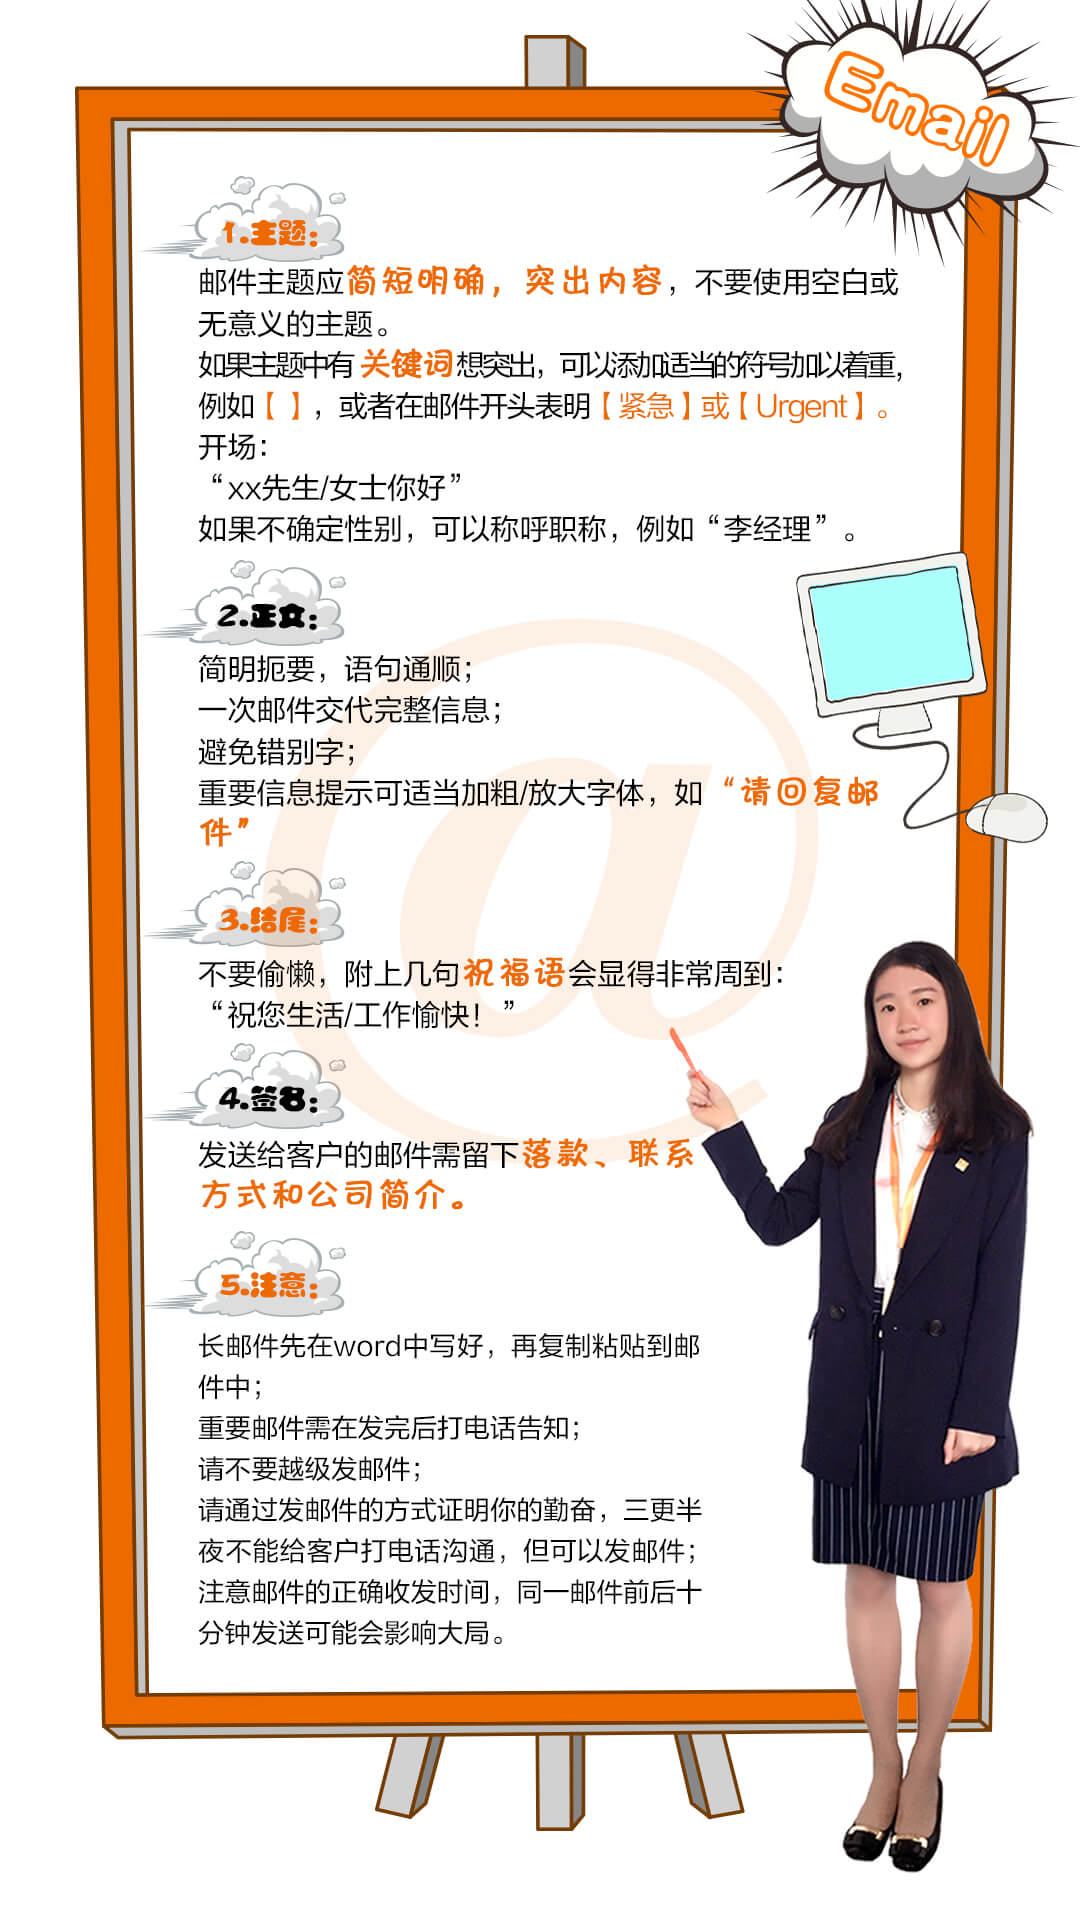 Email
1.主题：
邮件主题应简短明确，突出内容，不要使用空白或
无意义的主题。
如果主题中有关键词想突出，可以添加适当的符号加以着重，
例如【 】，或者在邮件开头表明【紧急】或【Urgent】。
开场：
“xx先生/女士你好”
如果不确定性别，可以称呼职称，例如“李经理”。
2.正文：
简明扼要，语句通顺；
一次邮件交代完整信息；
避免错别字；
重要信息提示可适当加粗/放大字体，如“请回复邮
件”
3.结尾：
不要偷懒，附上几句祝福语会显得非常周到：
“祝您生活/工作愉快！”
4.签名：
发送给客户的邮件需留下落款、联系
方式和公司简介。
5.注意：
长邮件先在word中写好，再复制粘贴到邮
件中；
重要邮件需在发完后打电话告知；
请不要越级发邮件；
请通过发邮件的方式证明你的勤奋，三更半
夜不能给客户打电话沟通，但可以发邮件；
注意邮件的正确收发时间，同一邮件前后十
分钟发送可能会影响大局。
@